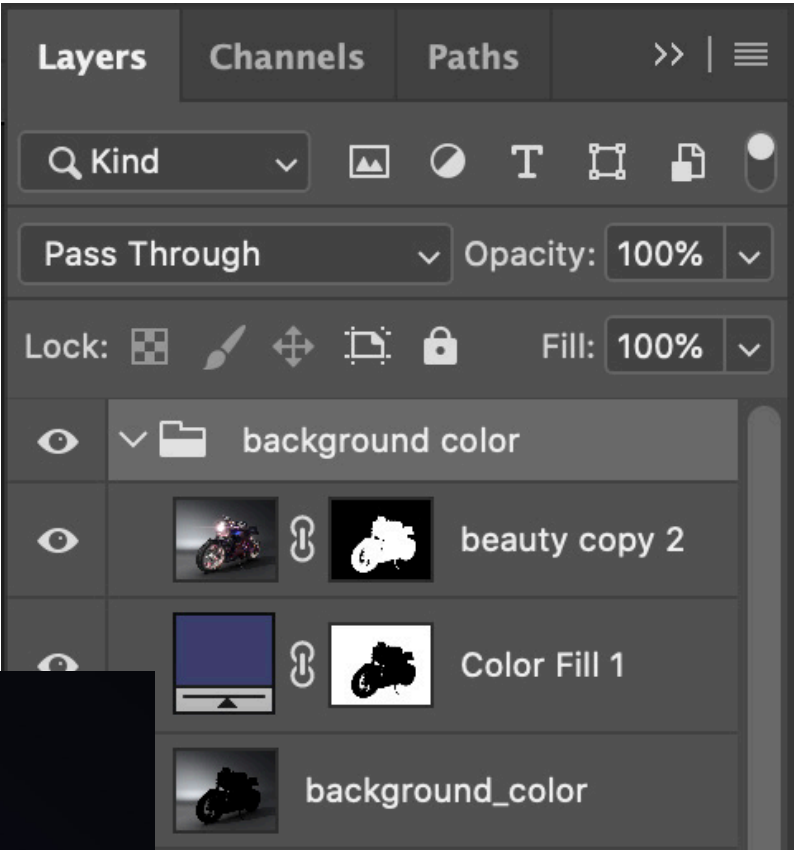 Layers Channels Paths
Kind
Pass Through Opacity: 100%
Lock: Fill: 100%
background color
beauty copy 2
Color Fill 1
background_color